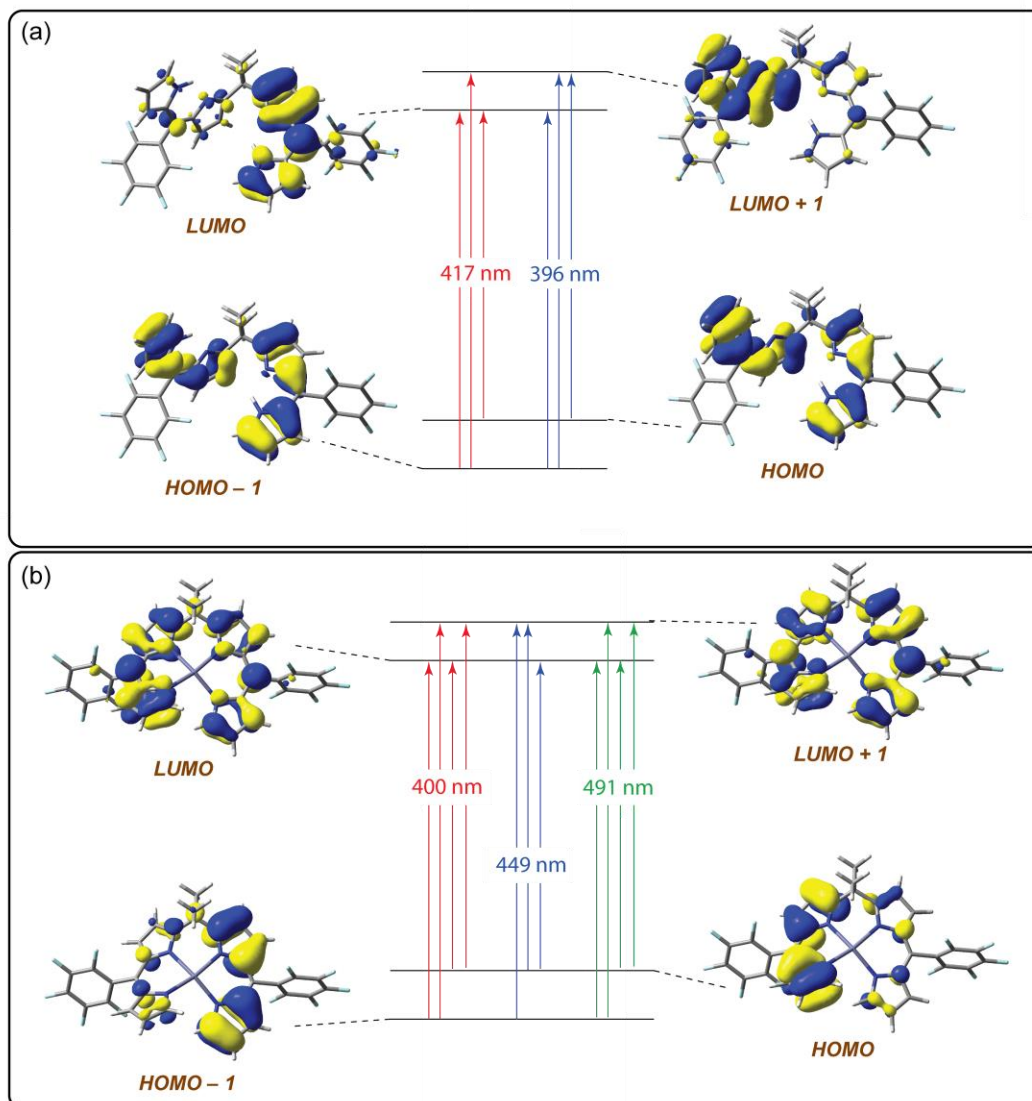 (a)
LUMO
LUMO + 1
417 nm
396 nm
HOMO – 1
HOMO
(b)
LUMO
LUMO + 1
400 nm
491 nm
449 nm
HOMO – 1
HOMO